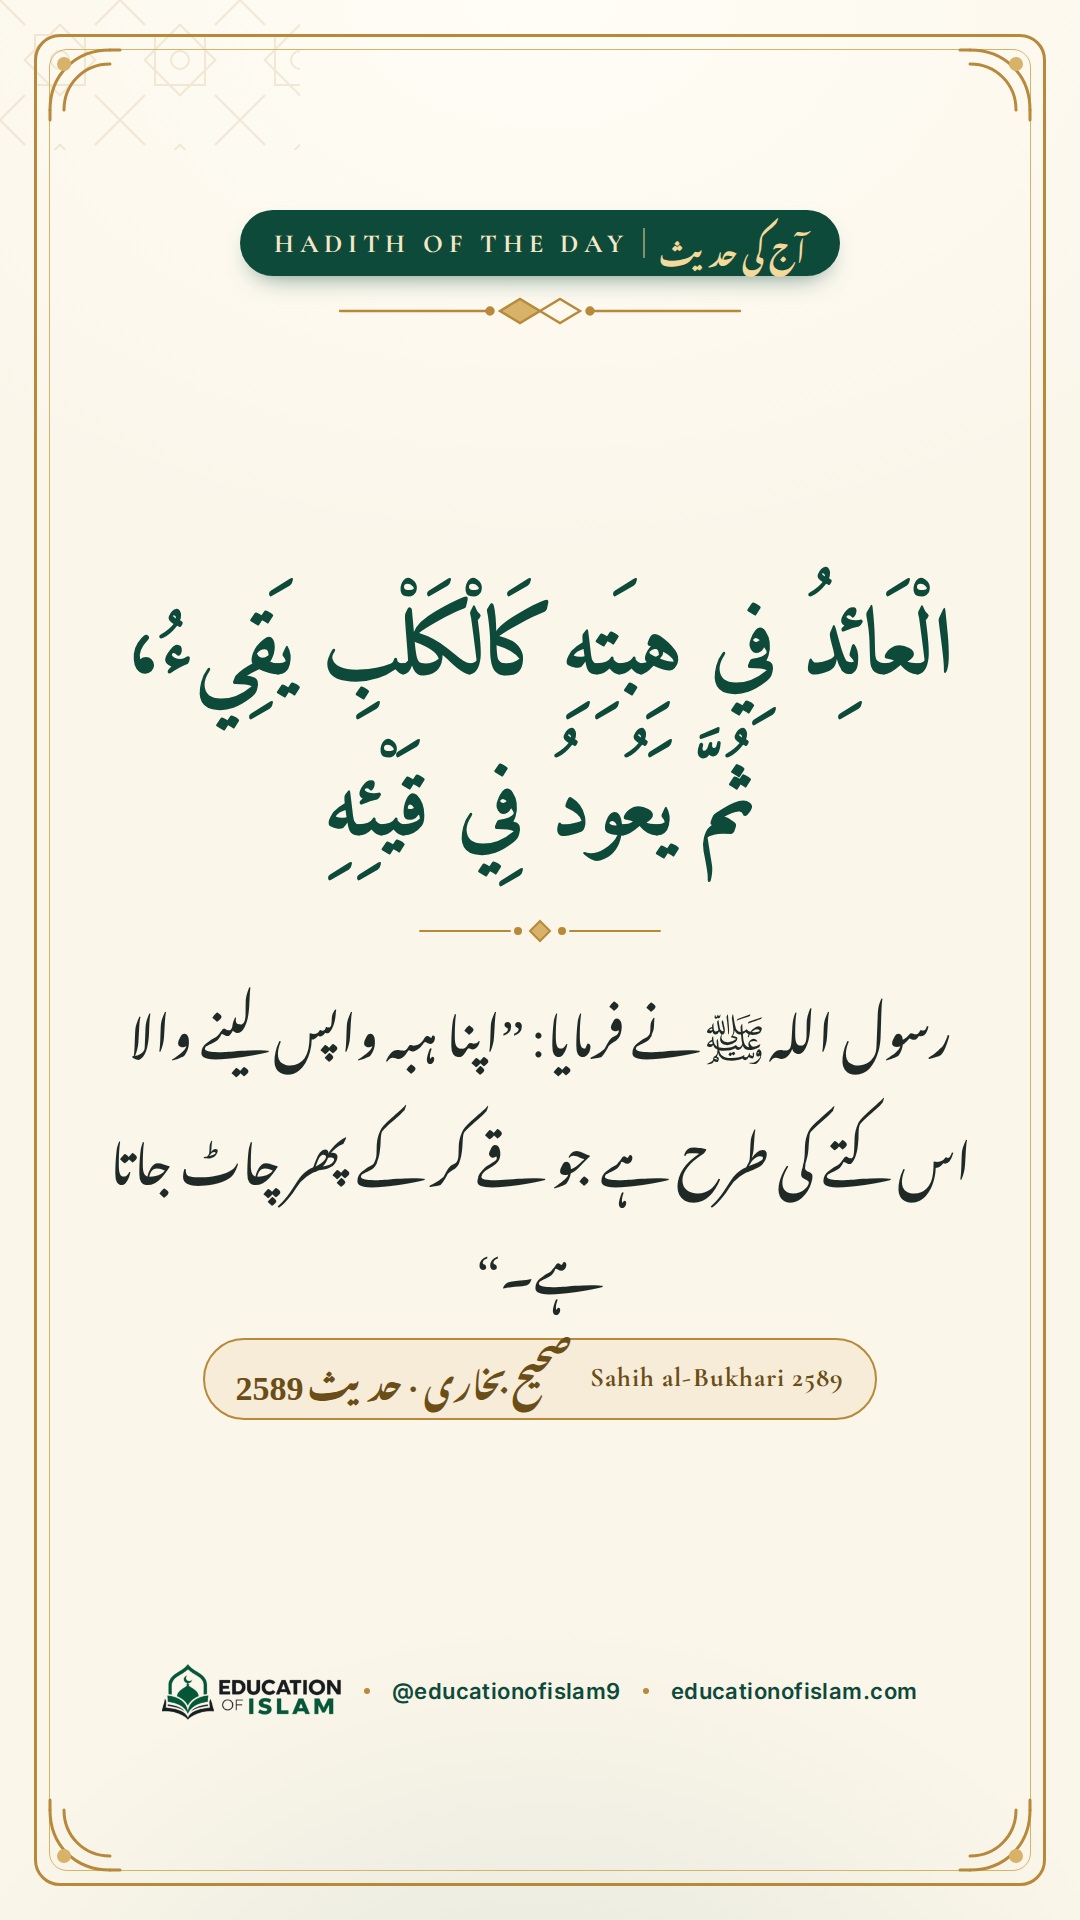 HADITH OF THE DAY | آج کی حدیث
الْعَائِدُ فِي هِبَتِهِ كَالْكَلْبِ يَقِيءُ،
ثُمَّ يَعُودُ فِي قَيْئِهِ
رسول اللہ ﷺ نے فرمایا: ”اپنا ہبہ واپس لینے والا
اس کتے کی طرح ہے جو قے کر کے پھر چاٹ جاتا
ہے۔“
صحیح بخاری · حدیث 2589 Sahih al-Bukhari 2589
EDUCATION OF ISLAM • @educationofislam9 • educationofislam.com